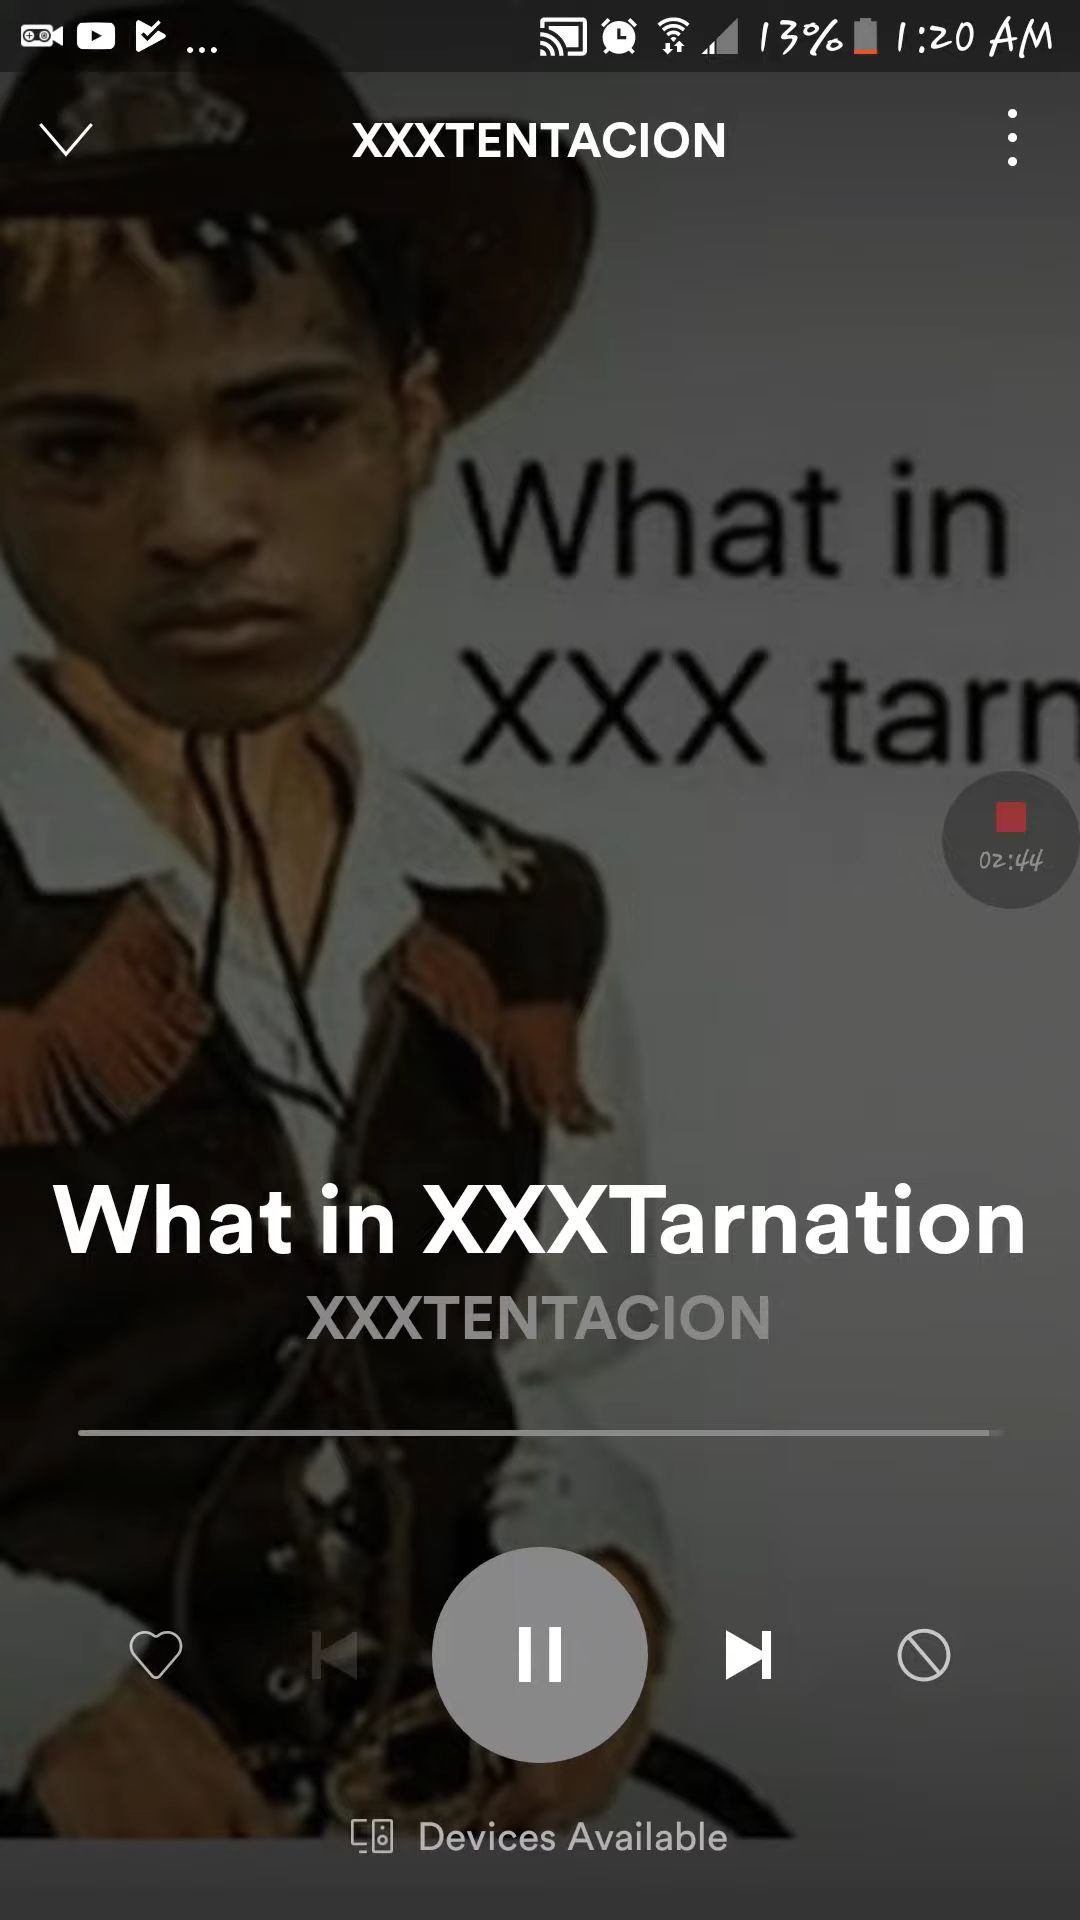 13% 1:20 AM
XXXTENTACION
What in
XXX tarn
02:44
What in XXXTarnation
XXXTENTACION
Devices Available